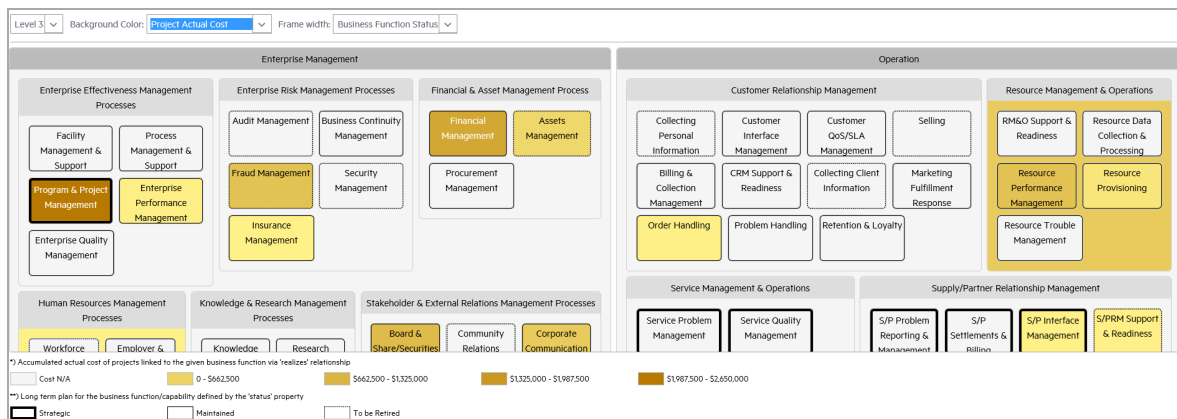 Level 3 Background Color: Project Actual Cost Frame width: Business Function Status
Enterprise Management
Enterprise Effectiveness Management
Processes
Facility
Management &
Support
Process
Management &
Support
Program & Project
Management
Enterprise
Performance
Management
Enterprise Quality
Management
Enterprise Risk Management Processes
Audit Management
Business Continuity
Management
Fraud Management
Security
Management
Insurance
Management
Financial & Asset Management Process
Financial
Management
Assets
Management
Procurement
Management
Human Resources Management
Processes
Workforce
Employer &
Knowledge & Research Management
Processes
Knowledge
Research
Stakeholder & External Relations Management Processes
Board &
Share/Securities
Community
Relations
Corporate
Communication
Operation
Customer Relationship Management
Collecting
Personal
Information
Customer
Interface
Management
Customer
QoS/SLA
Management
Selling
Billing &
Collection
Management
CRM Support &
Readiness
Collecting Client
Information
Marketing
Fulfillment
Response
Order Handling
Problem Handling
Retention & Loyalty
Resource Management & Operations
RM&O Support &
Readiness
Resource Data
Collection &
Processing
Resource
Performance
Management
Resource
Provisioning
Resource Trouble
Management
Service Management & Operations
Service Problem
Management
Service Quality
Management
Supply/Partner Relationship Management
S/P Problem
Reporting &
Management
S/P
Settlements &
Billing
S/P Interface
Management
S/PRM Support
& Readiness
*) Accumulated actual cost of projects linked to the given business function via 'realizes' relationship
Cost N/A 0 - $662,500 $662,500 - $1,325,000 $1,325,000 - $1,987,500 $1,987,500 - $2,650,000
**) Long term plan for the business function/capability defined by the 'status' property
Strategic Maintained To be Retired